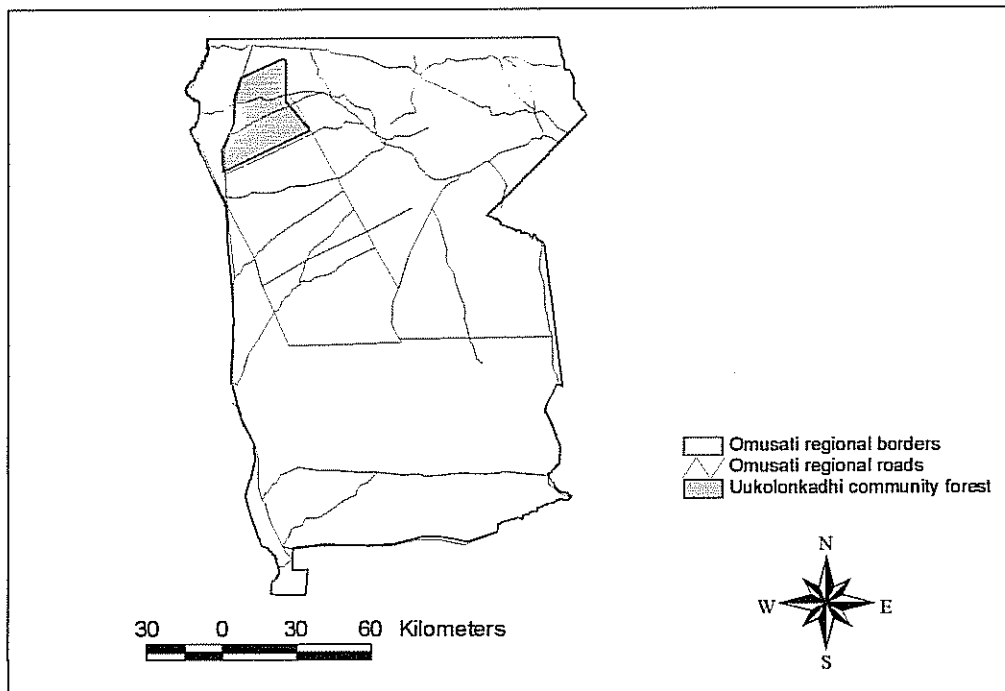 Omusati regional borders
Omusati regional roads
Uukolonkadhi community forest
N
W E
S
30 0 30 60 Kilometers